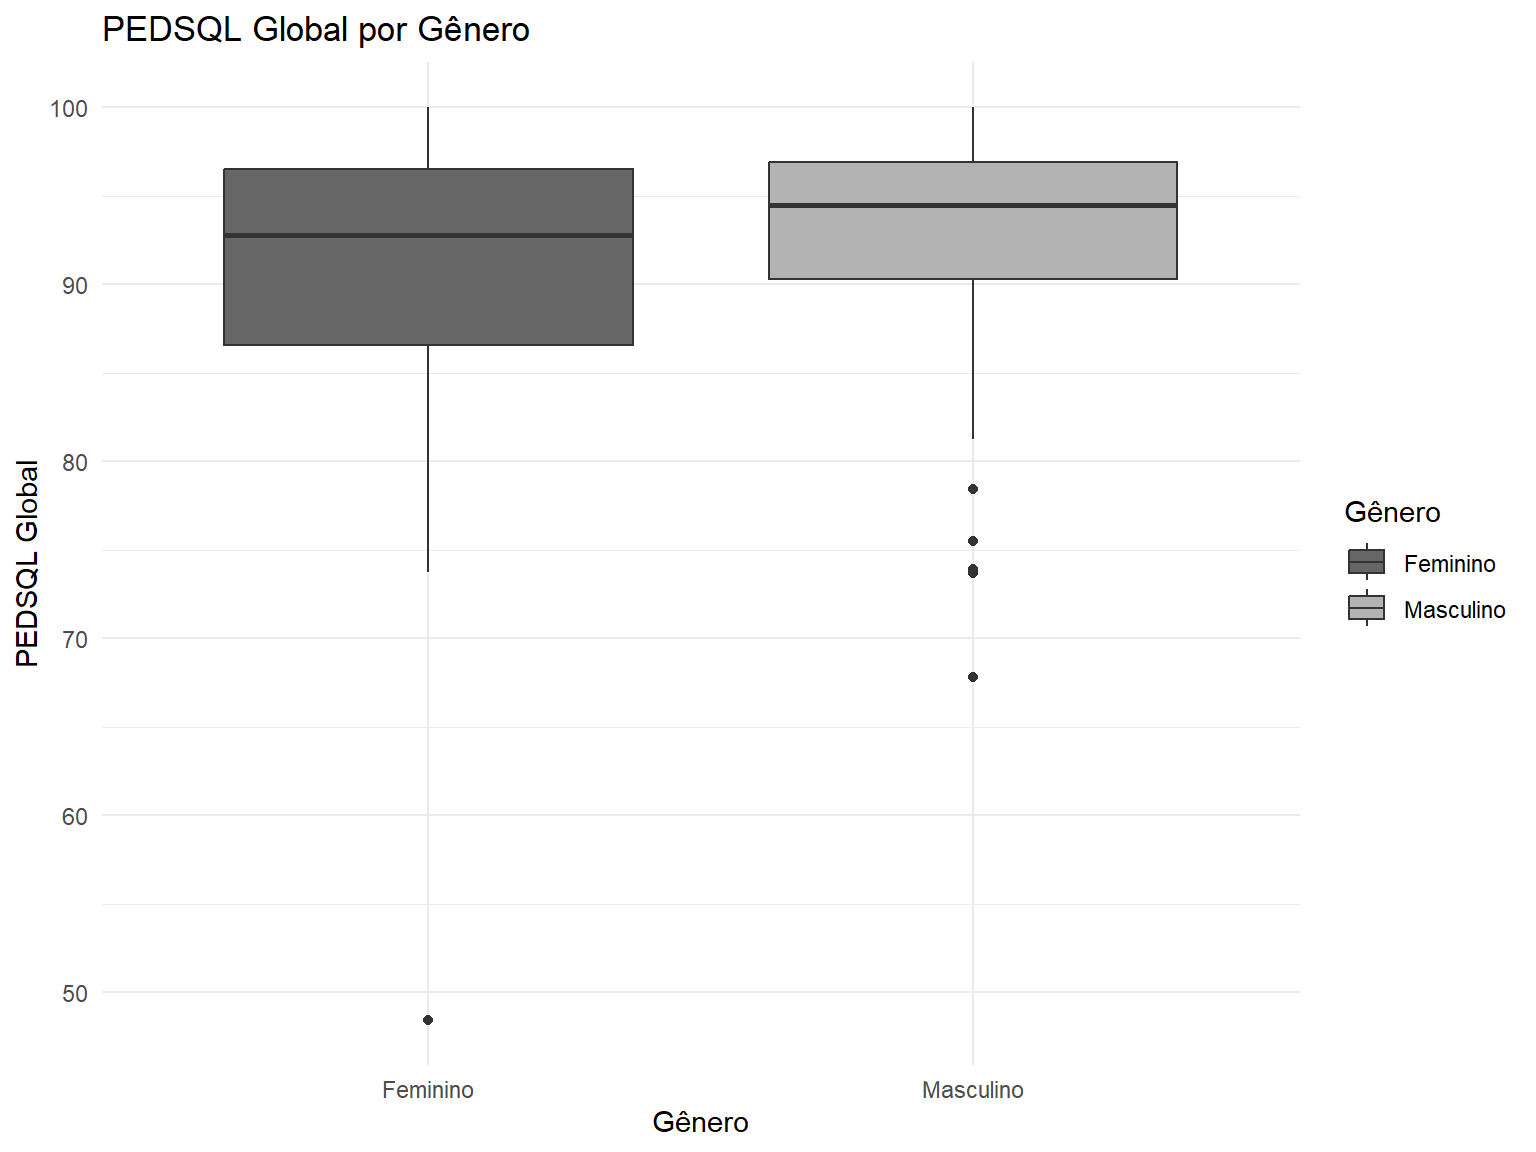 PEDSQL Global por Gênero
PEDSQL Global
100
90
80
70
60
50
Feminino
Masculino
Gênero
Gênero
Feminino
Masculino